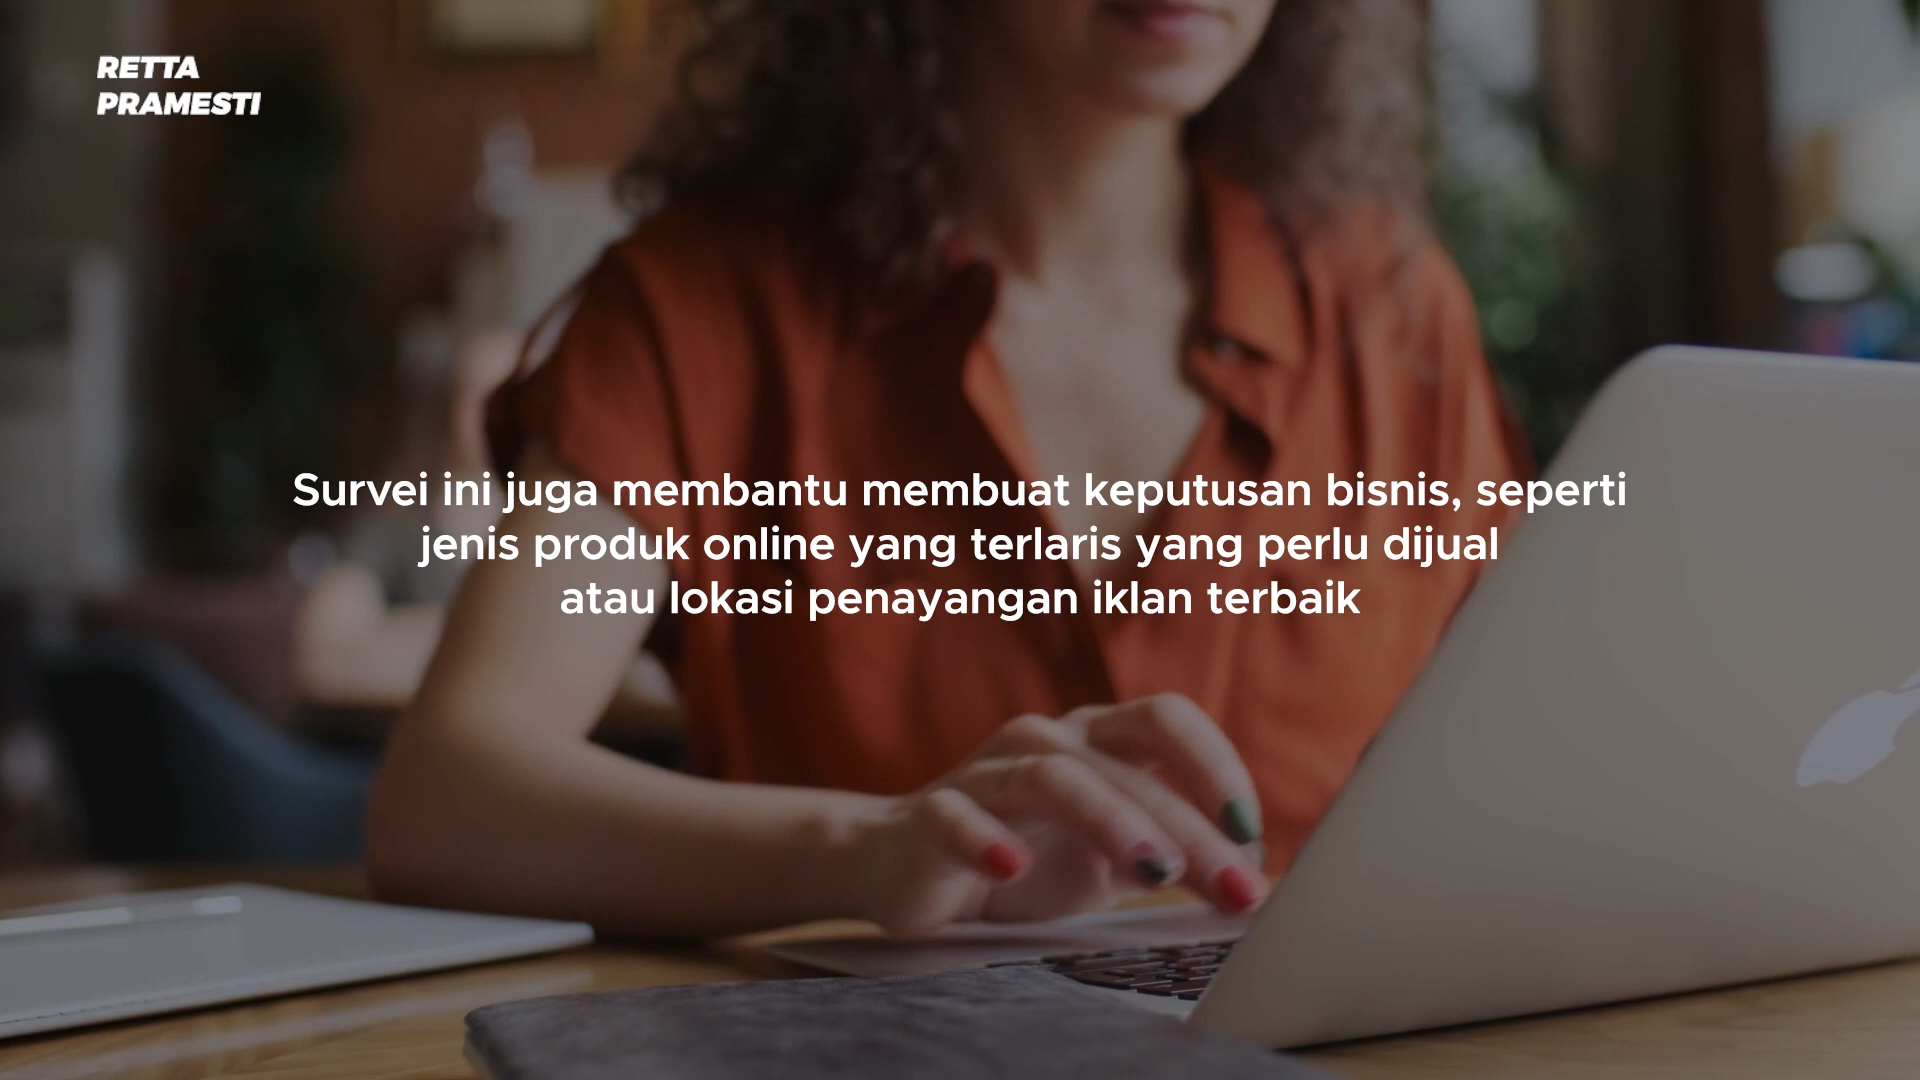 RETTA
PRAMESTI
Survei ini juga membantu membuat keputusan bisnis, seperti
jenis produk online yang terlaris yang perlu dijual
atau lokasi penayangan iklan terbaik